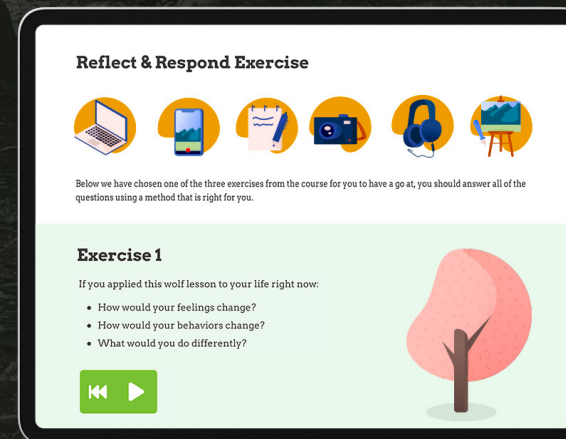 Reflect & Respond Exercise
Below we have chosen one of the three exercises from the course for you to have a go at, you should answer all of the
questions using a method that is right for you.
Exercise 1
If you applied this wolf lesson to your life right now:
• How would your feelings change?
• How would your behaviors change?
• What would you do differently?